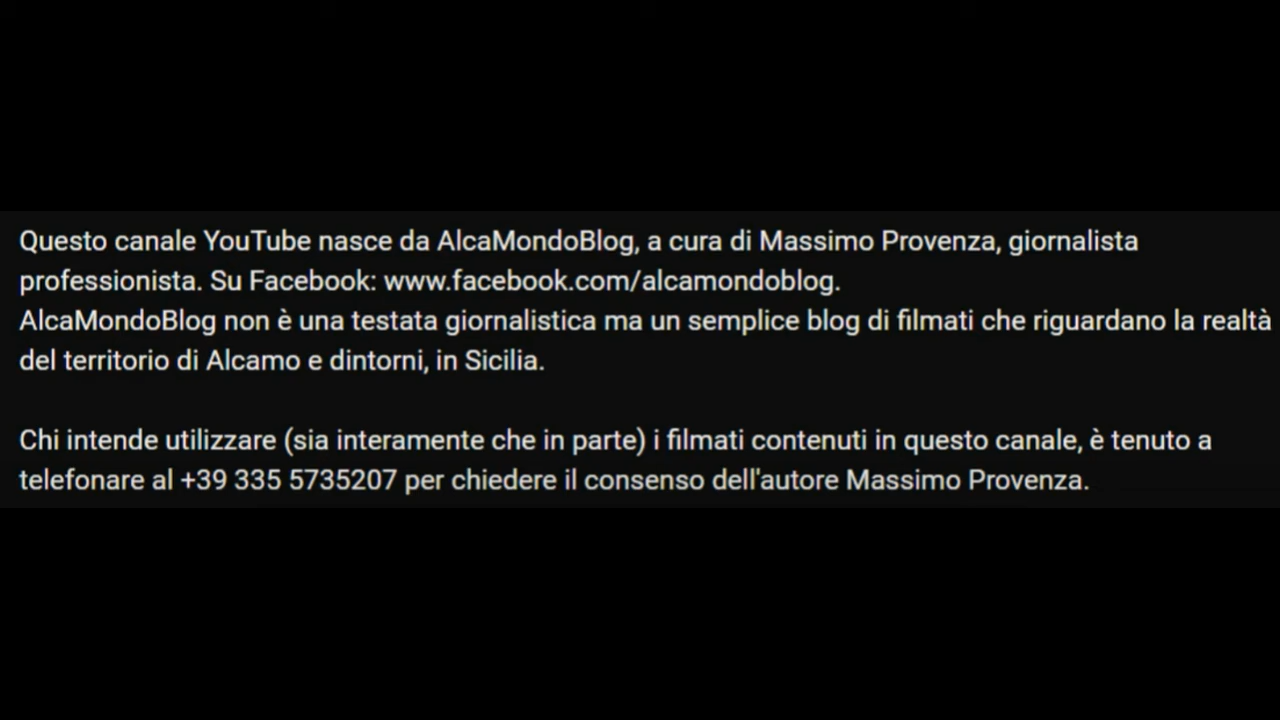 Questo canale YouTube nasce da AlcaMondoBlog, a cura di Massimo Provenza, giornalista
professionista. Su Facebook: www.facebook.com/alcamondoblog.
AlcaMondoBlog non è una testata giornalistica ma un semplice blog di filmati che riguardano la realtà
del territorio di Alcamo e dintorni, in Sicilia.
Chi intende utilizzare (sia interamente che in parte) i filmati contenuti in questo canale, è tenuto a
telefonare al +39 335 5735207 per chiedere il consenso dell'autore Massimo Provenza.